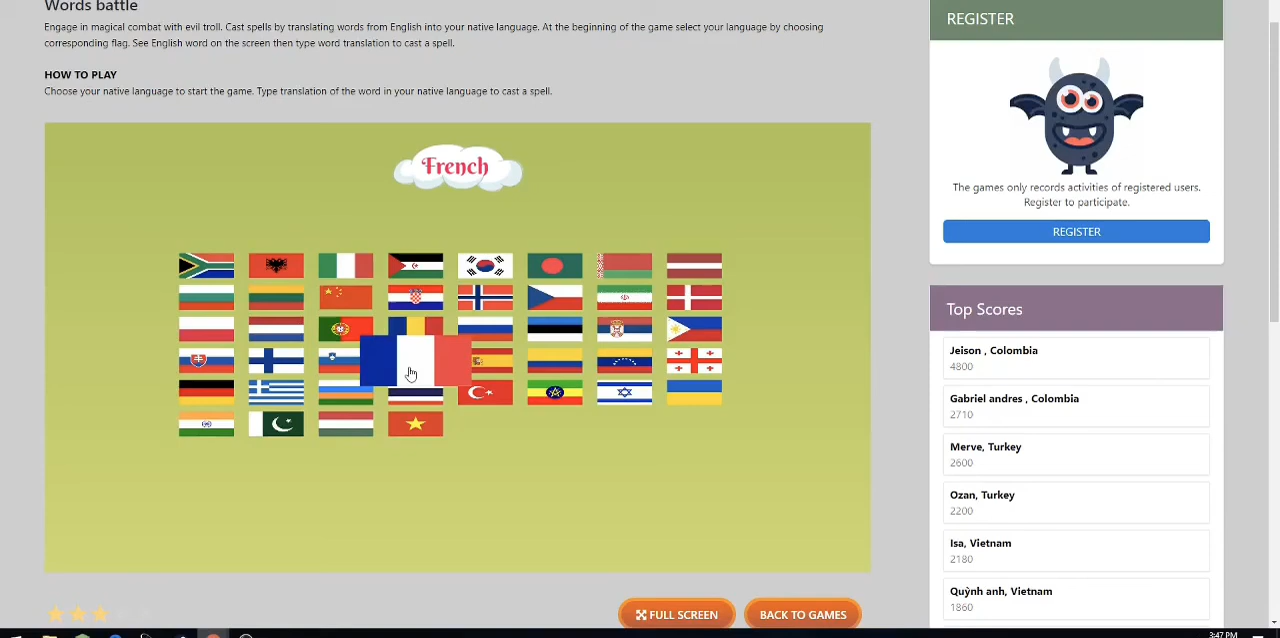 Words battle
Engage in magical combat with evil troll. Cast spells by translating words from English into your native language. At the beginning of the game select your language by choosing
corresponding flag. See English word on the screen then type word translation to cast a spell.
HOW TO PLAY
Choose your native language to start the game. Type translation of the word in your native language to cast a spell.
French
FULL SCREEN
BACK TO GAMES
REGISTER
The games only records activities of registered users.
Register to participate.
REGISTER
Top Scores
Jeison , Colombia
4800
Gabriel andres , Colombia
2710
Merve, Turkey
2600
Ozan, Turkey
2200
Isa, Vietnam
2180
Quỳnh anh, Vietnam
1860
3:47 PM